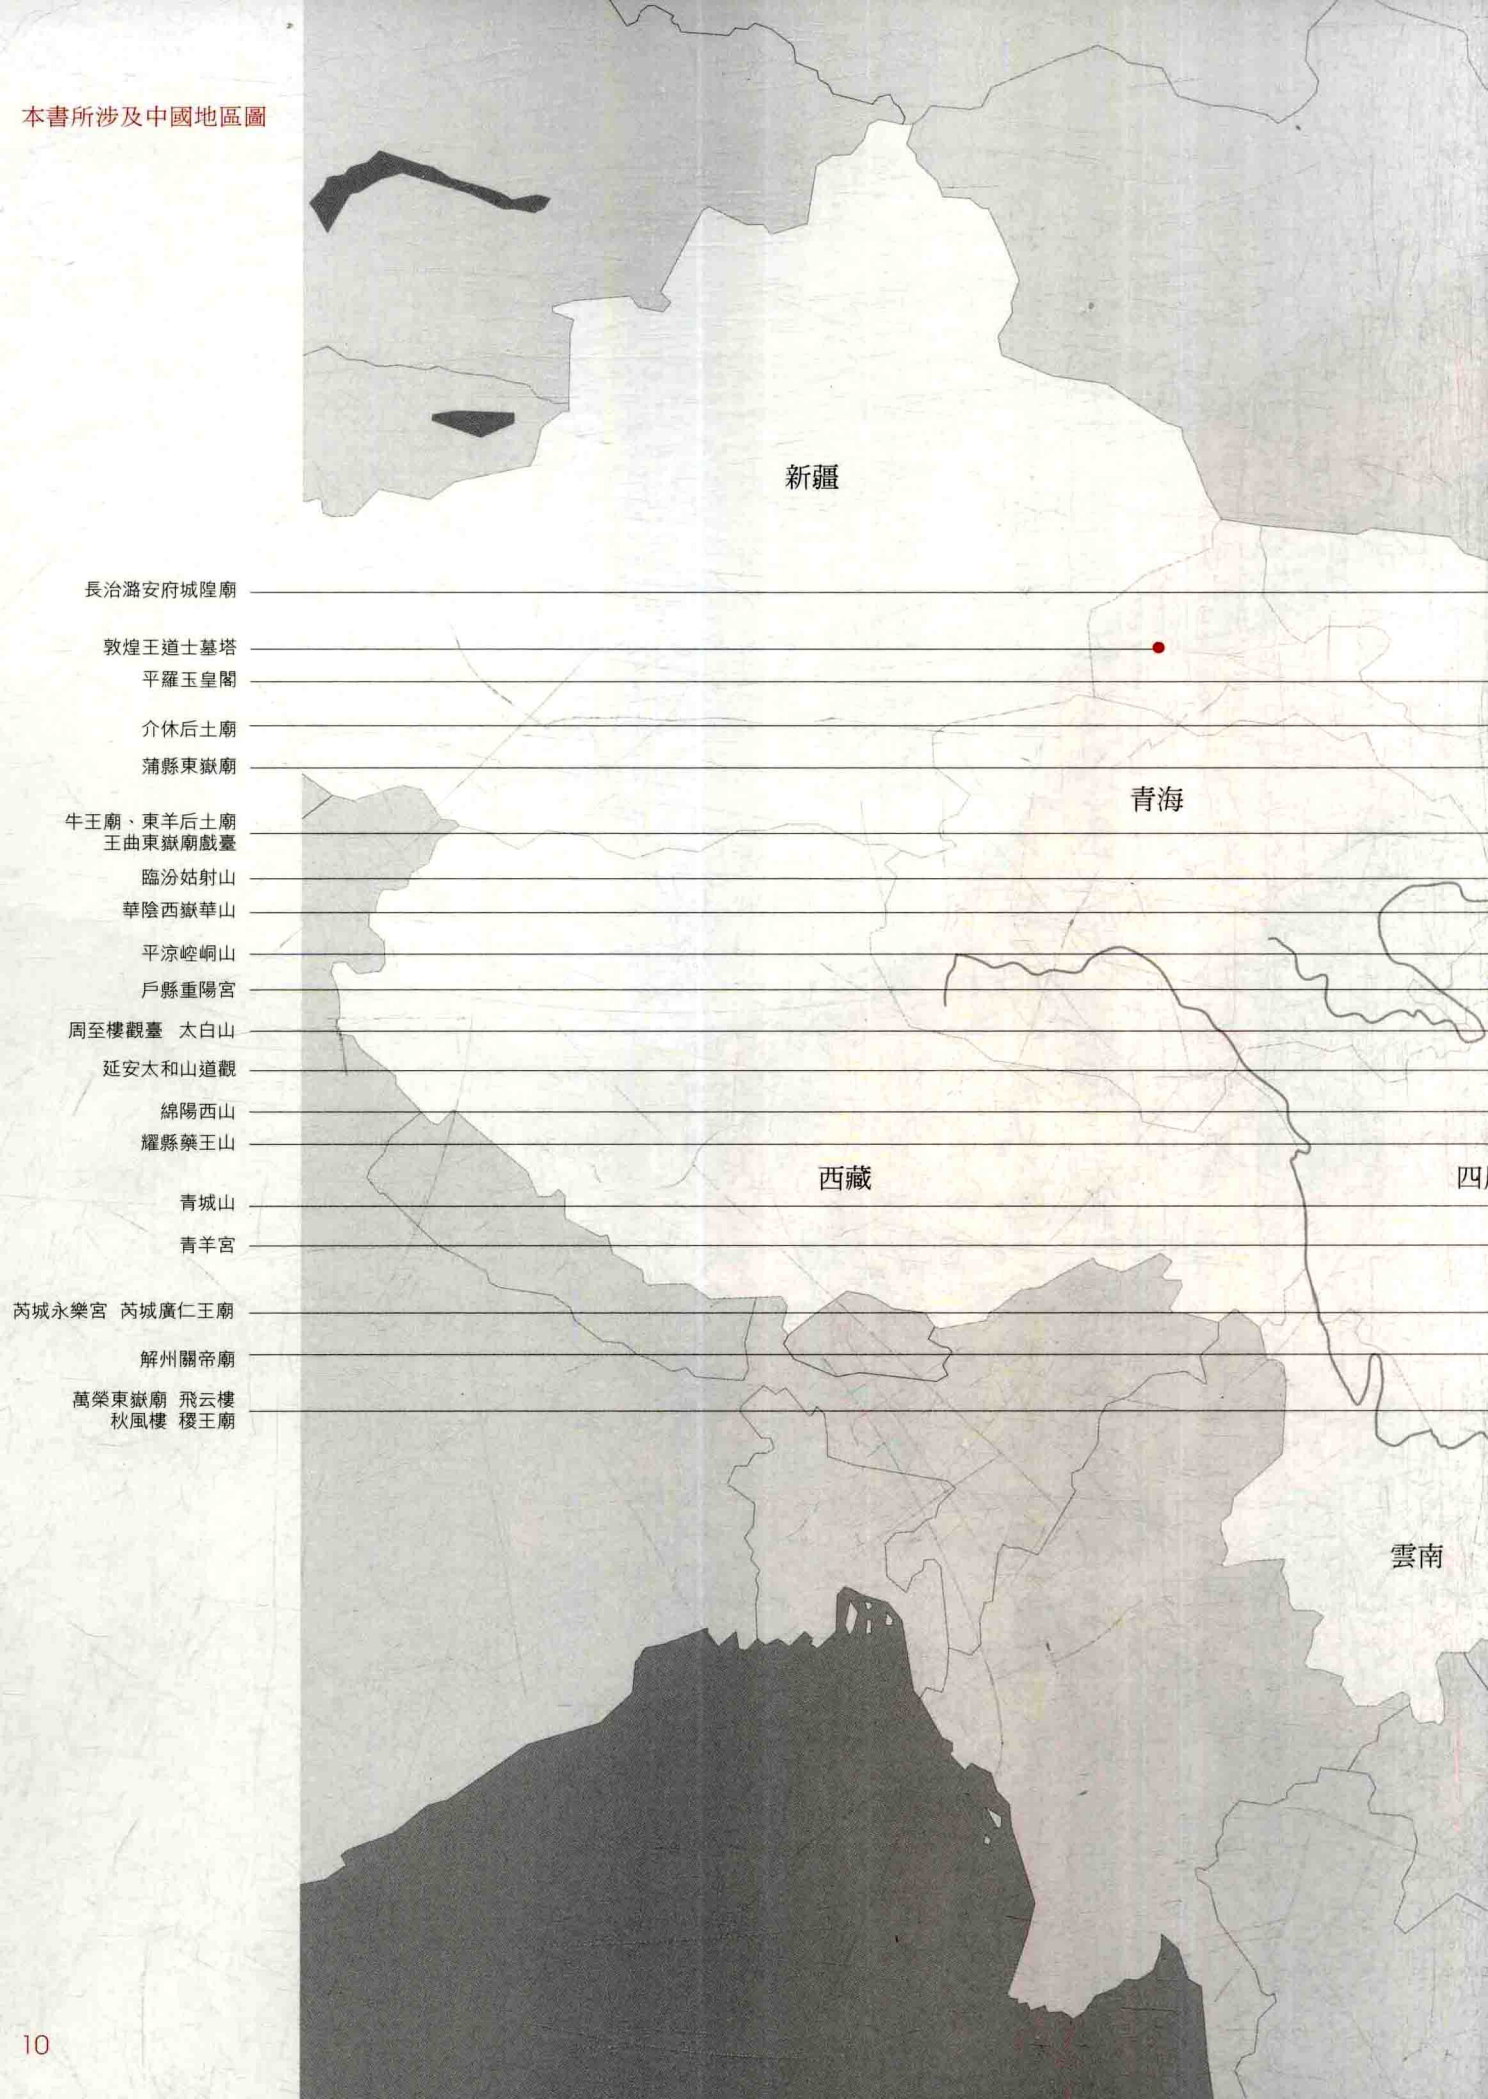 本書所涉及中國地區圖
新疆
長治潞安府城隍廟
敦煌王道士墓塔
平羅玉皇閣
介休后土廟
蒲縣東嶽廟
青海
牛王廟、東羊后土廟
王曲東嶽廟戲臺
臨汾姑射山
華陰西嶽華山
平涼崆峒山
戶縣重陽宮
周至樓觀臺 太白山
延安太和山道觀
綿陽西山
耀縣藥王山
西藏
四
青城山
青羊宮
芮城永樂宮 芮城廣仁王廟
解州關帝廟
萬榮東嶽廟 飛云樓
秋風樓 稷王廟
雲南
10